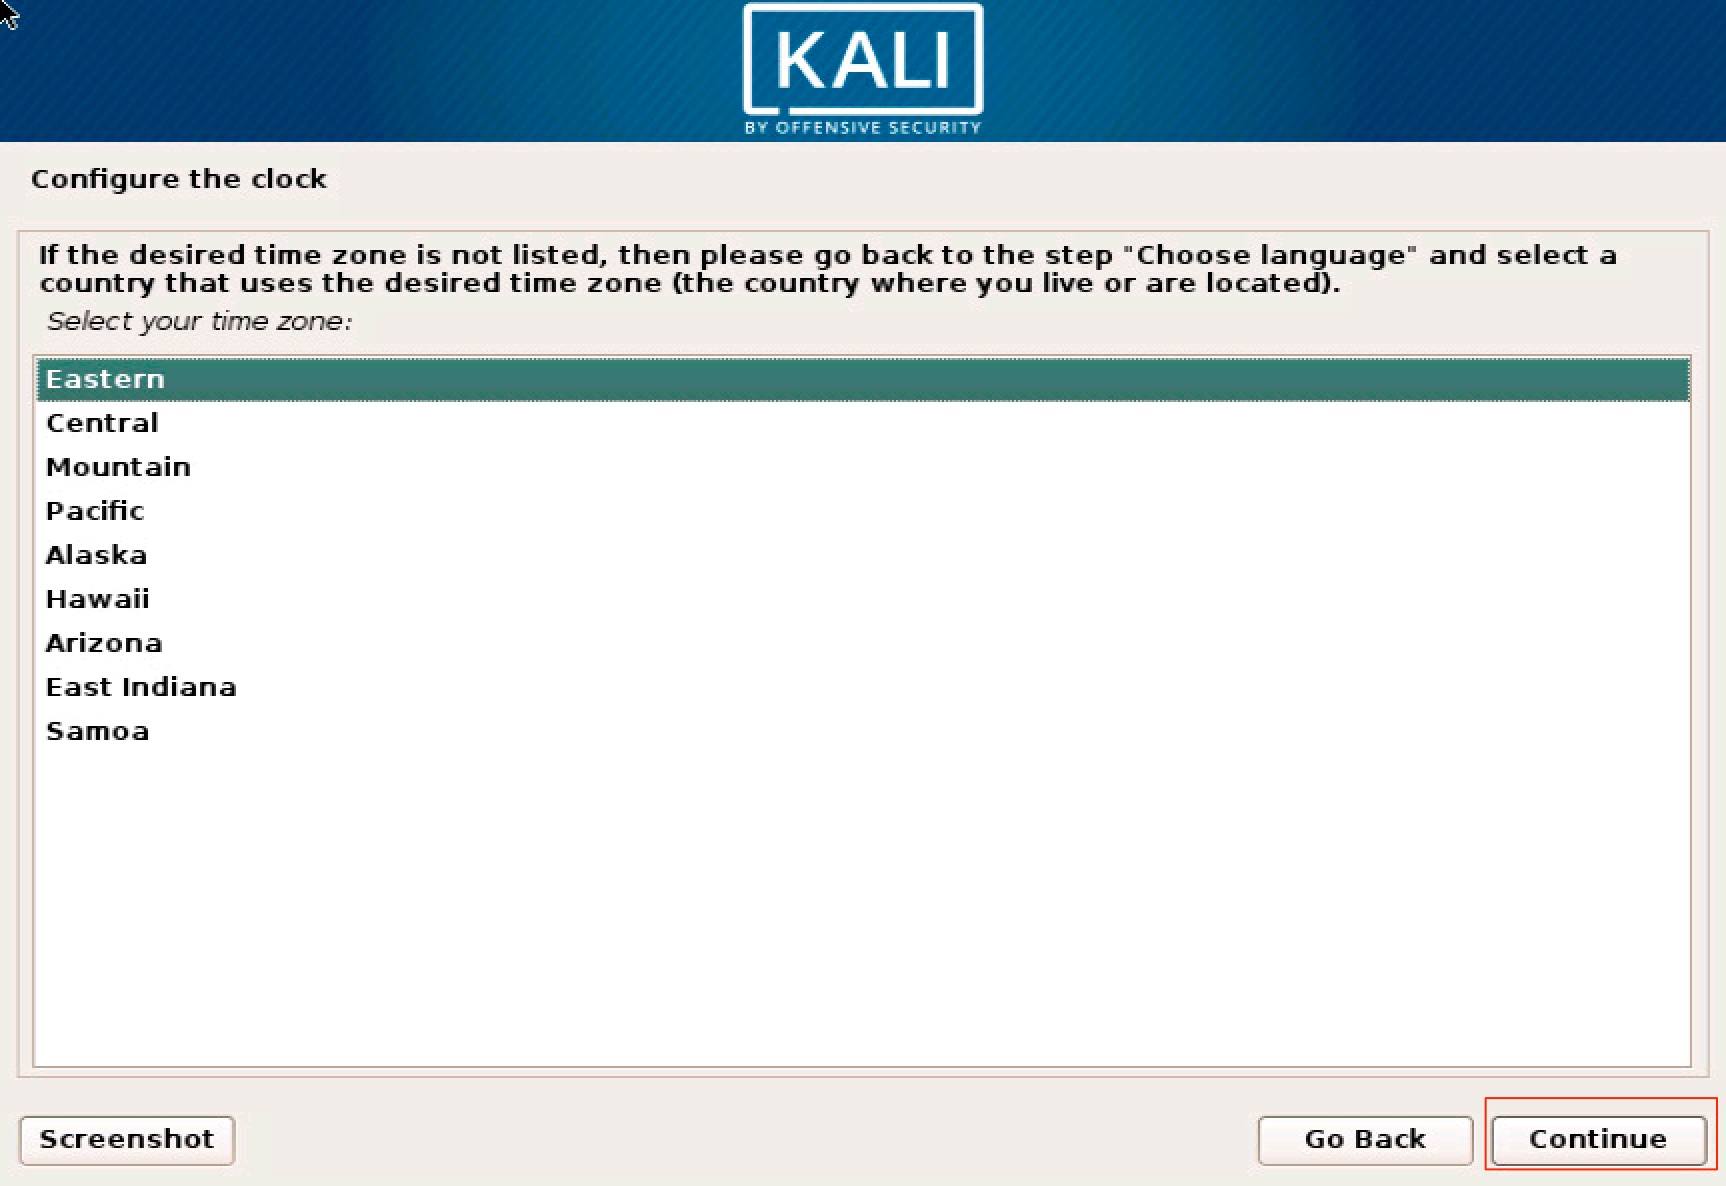 KALI
BY OFFENSIVE SECURITY
Configure the clock
If the desired time zone is not listed, then please go back to the step "Choose language" and select a
country that uses the desired time zone (the country where you live or are located).
Select your time zone:
Eastern
Central
Mountain
Pacific
Alaska
Hawaii
Arizona
East Indiana
Samoa
Screenshot
Go Back
Continue